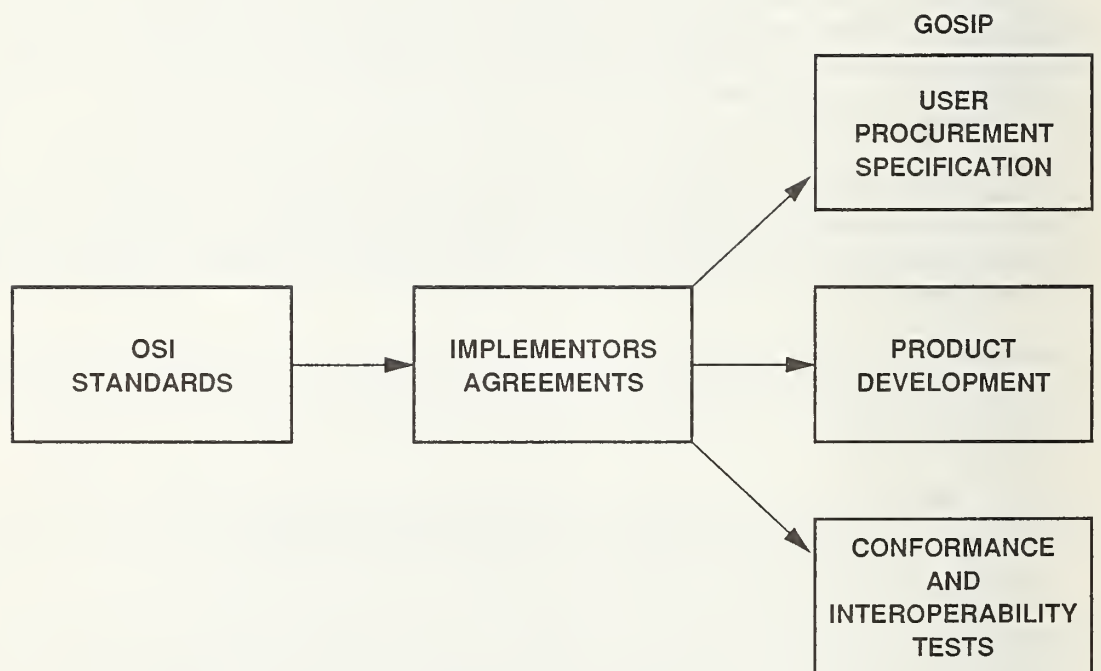 GOSIP
USER
PROCUREMENT
SPECIFICATION
OSI
STANDARDS
IMPLEMENTORS
AGREEMENTS
PRODUCT
DEVELOPMENT
CONFORMANCE
AND
INTEROPERABILITY
TESTS